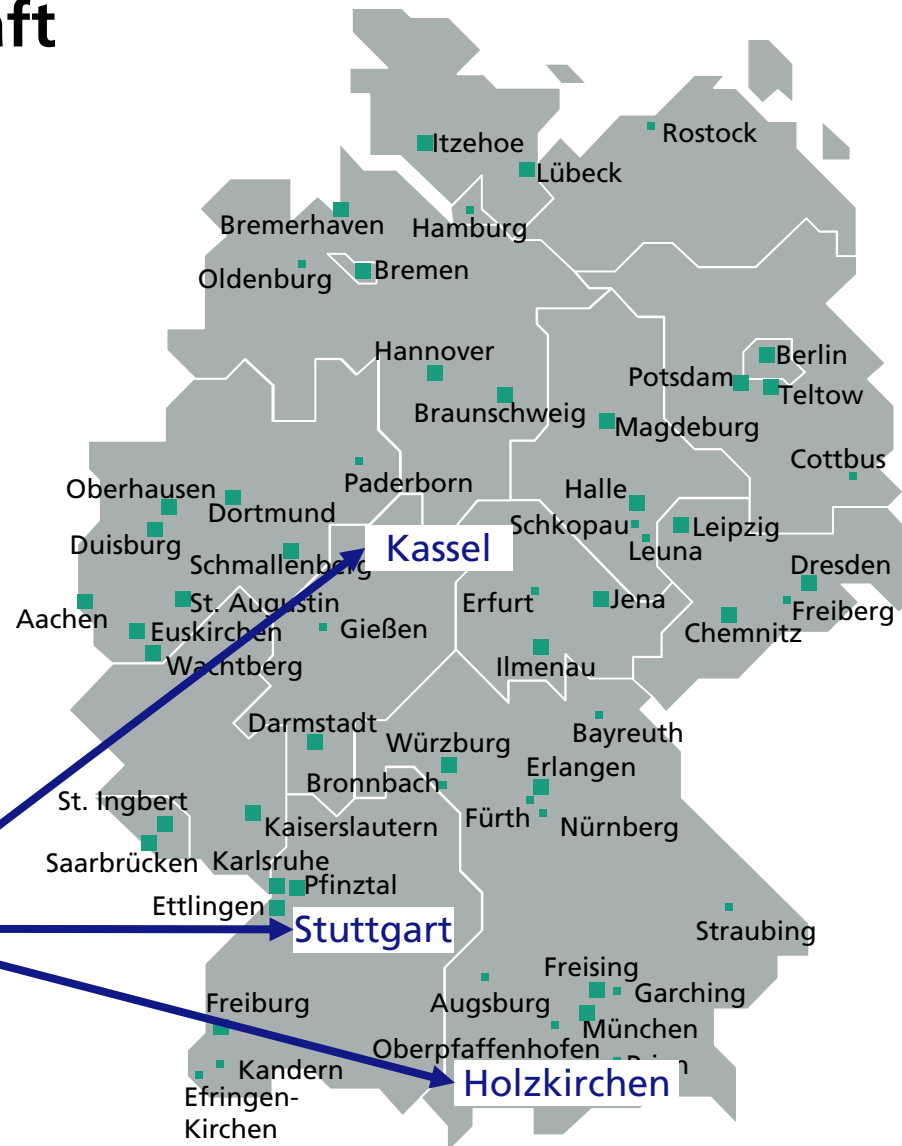 aft
Itzehoe
Rostock
Lübeck
Bremerhaven
Hamburg
Oldenburg
Bremen
Hannover
Berlin
Potsdam
Teltow
Braunschweig
Magdeburg
Cottbus
Paderborn
Oberhausen
Dortmund
Halle
Schkopau
Leipzig
Duisburg
Leuna
Kassel
Schmallenberg
Dresden
St. Augustin
Erfurt
Jena
Freiberg
Aachen
Euskirchen
Gießen
Chemnitz
Wachtberg
Ilmenau
Darmstadt
Bayreuth
Würzburg
Erlangen
Bronnbach
St. Ingbert
Kaiserslautern
Fürth
Nürnberg
Saarbrücken
Karlsruhe
Pfinztal
Ettlingen
Stuttgart
Straubing
Freising
Garching
Freiburg
Augsburg
München
Oberpfaffenhofen
Kandern
Holzkirchen
Efringen-
Kirchen